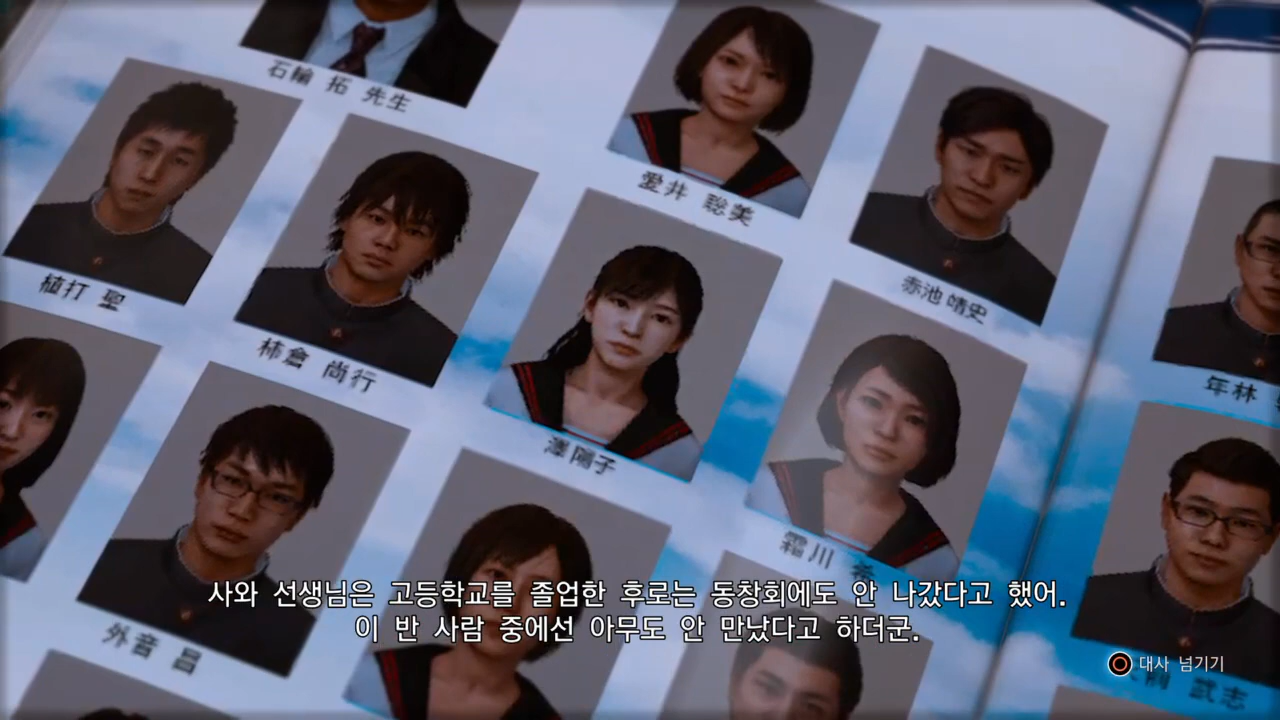 石輪 拓 先生
愛井 聡美
赤池 靖史
植打 聖
柿倉 尚行
澤 陽子
霜川
年林
外音 昌
武志
사와 선생님은 고등학교를 졸업한 후로는 동창회에도 안 나갔다고 했어.
이 반 사람 중에선 아무도 안 만났다고 하더군.
대사 넘기기